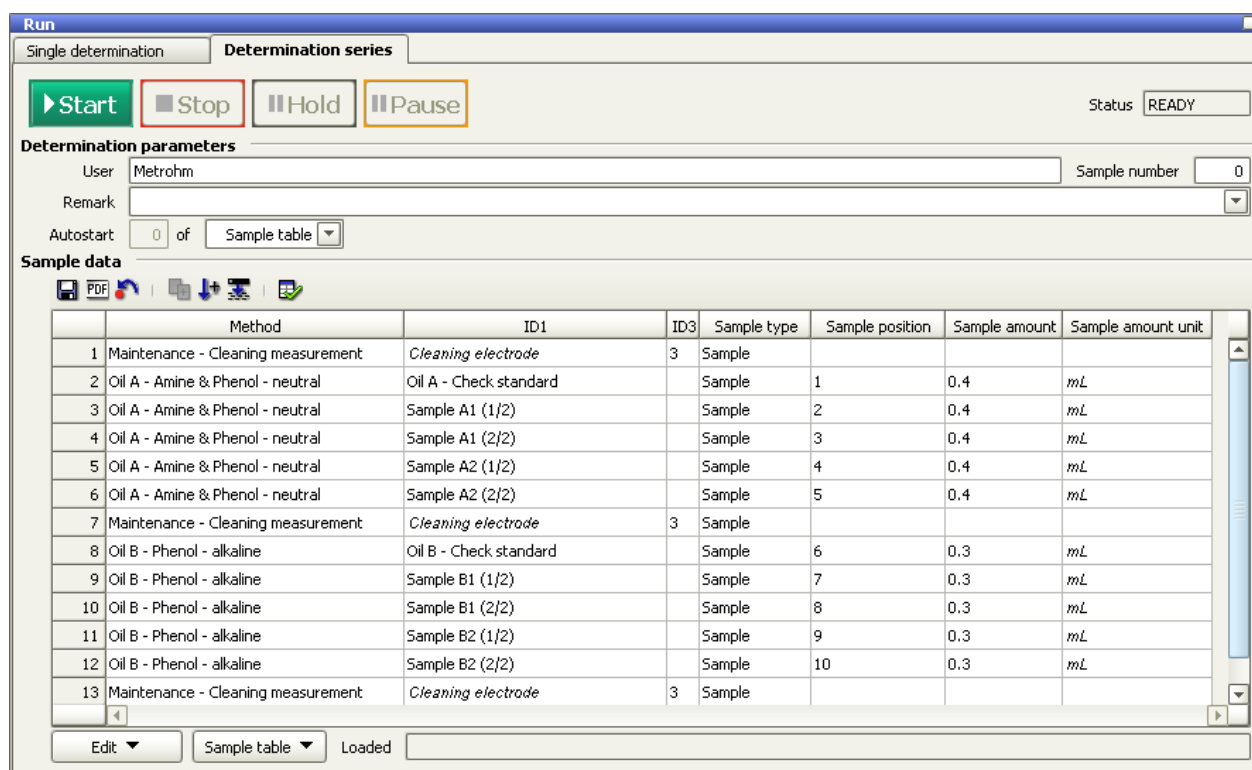 Run
Single determination Determination series
Start Stop Hold Pause Status READY
Determination parameters
User Metrohm Sample number 0
Remark
Autostart 0 of Sample table
Sample data
PDF
Method ID1 ID3 Sample type Sample position Sample amount Sample amount unit
1 Maintenance - Cleaning measurement Cleaning electrode 3 Sample
2 Oil A - Amine & Phenol - neutral Oil A - Check standard Sample 1 0.4 mL
3 Oil A - Amine & Phenol - neutral Sample A1 (1/2) Sample 2 0.4 mL
4 Oil A - Amine & Phenol - neutral Sample A1 (2/2) Sample 3 0.4 mL
5 Oil A - Amine & Phenol - neutral Sample A2 (1/2) Sample 4 0.4 mL
6 Oil A - Amine & Phenol - neutral Sample A2 (2/2) Sample 5 0.4 mL
7 Maintenance - Cleaning measurement Cleaning electrode 3 Sample
8 Oil B - Phenol - alkaline Oil B - Check standard Sample 6 0.3 mL
9 Oil B - Phenol - alkaline Sample B1 (1/2) Sample 7 0.3 mL
10 Oil B - Phenol - alkaline Sample B1 (2/2) Sample 8 0.3 mL
11 Oil B - Phenol - alkaline Sample B2 (1/2) Sample 9 0.3 mL
12 Oil B - Phenol - alkaline Sample B2 (2/2) Sample 10 0.3 mL
13 Maintenance - Cleaning measurement Cleaning electrode 3 Sample
Edit Sample table Loaded